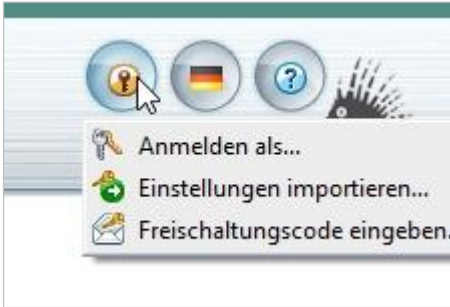 Anmelden als...
Einstellungen importieren...
Freischaltungscode eingeben.